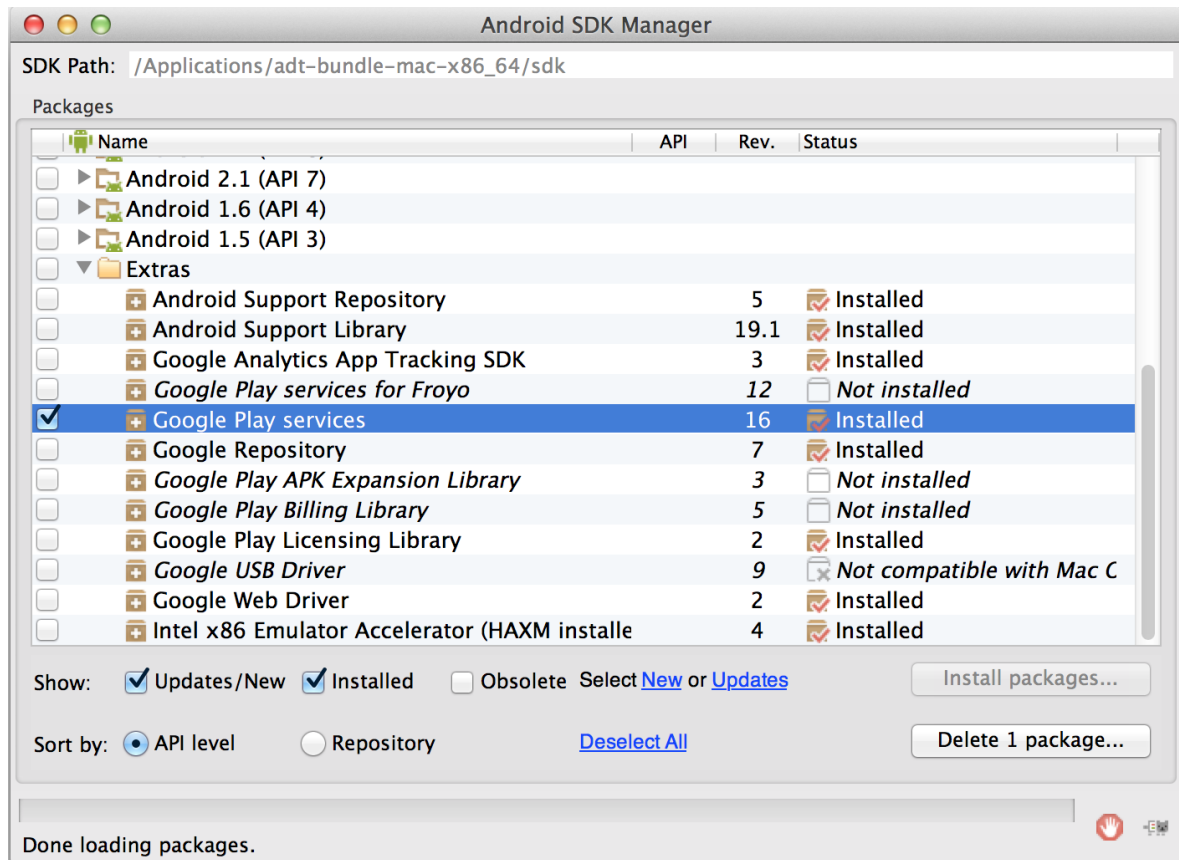 Android SDK Manager
SDK Path: /Applications/adt-bundle-mac-x86_64/sdk
Packages
Name API Rev. Status
Android 2.1 (API 7)
Android 1.6 (API 4)
Android 1.5 (API 3)
Extras
Android Support Repository 5 Installed
Android Support Library 19.1 Installed
Google Analytics App Tracking SDK 3 Installed
Google Play services for Froyo 12 Not installed
Google Play services 16 Installed
Google Repository 7 Installed
Google Play APK Expansion Library 3 Not installed
Google Play Billing Library 5 Not installed
Google Play Licensing Library 2 Installed
Google USB Driver 9 Not compatible with Mac C
Google Web Driver 2 Installed
Intel x86 Emulator Accelerator (HAXM installe 4 Installed
Show: Updates/New Installed Obsolete Select New or Updates Install packages...
Sort by: API level Repository Deselect All Delete 1 package...
Done loading packages.